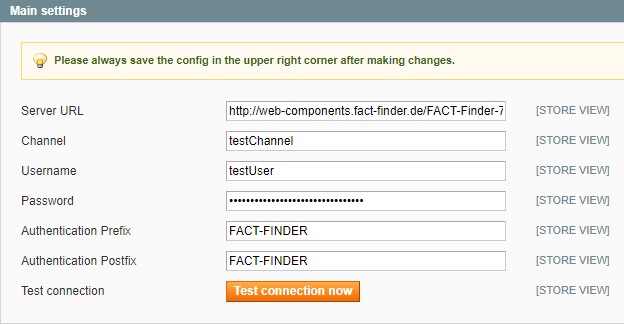 Main settings
Please always save the config in the upper right corner after making changes.
Server URL http://web-components.fact-finder.de/FACT-Finder-7 [STORE VIEW]
Channel testChannel [STORE VIEW]
Username testUser [STORE VIEW]
Password •••••••••••••••••••••••••••••••• [STORE VIEW]
Authentication Prefix FACT-FINDER [STORE VIEW]
Authentication Postfix FACT-FINDER [STORE VIEW]
Test connection Test connection now [STORE VIEW]